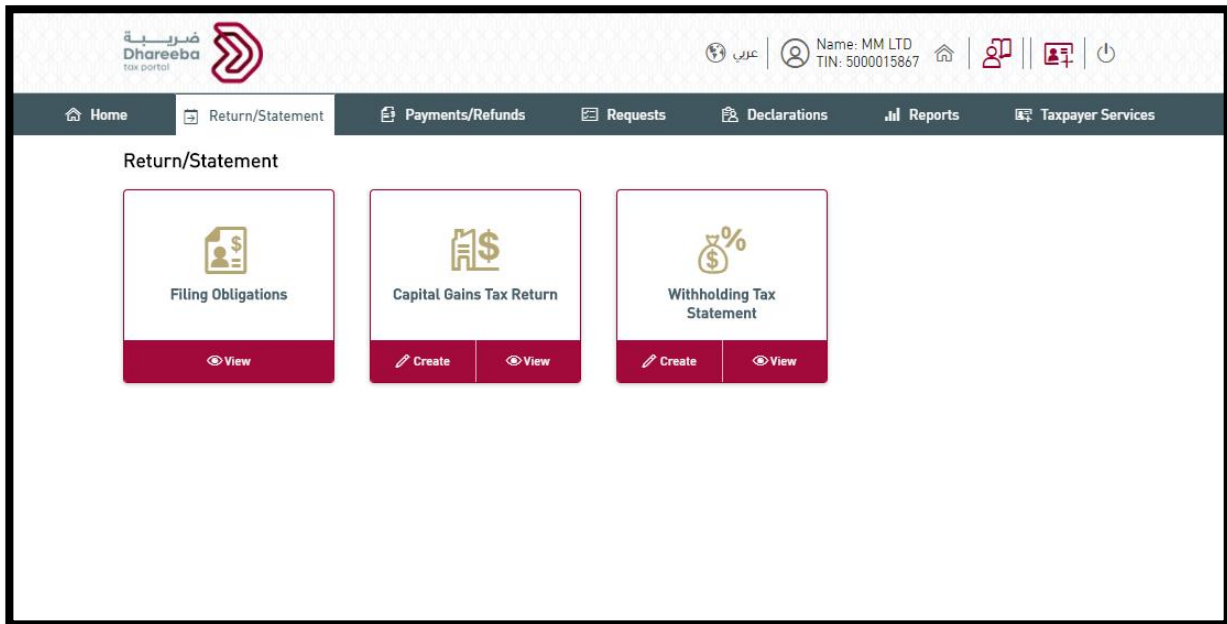 ضريبة
Dhareeba
tax portal
عربي
Name: MM LTD
TIN: 5000015867
Home
Return/Statement
Payments/Refunds
Requests
Declarations
Reports
Taxpayer Services
Return/Statement
Filing Obligations
View
Capital Gains Tax Return
Create
View
Withholding Tax
Statement
Create
View